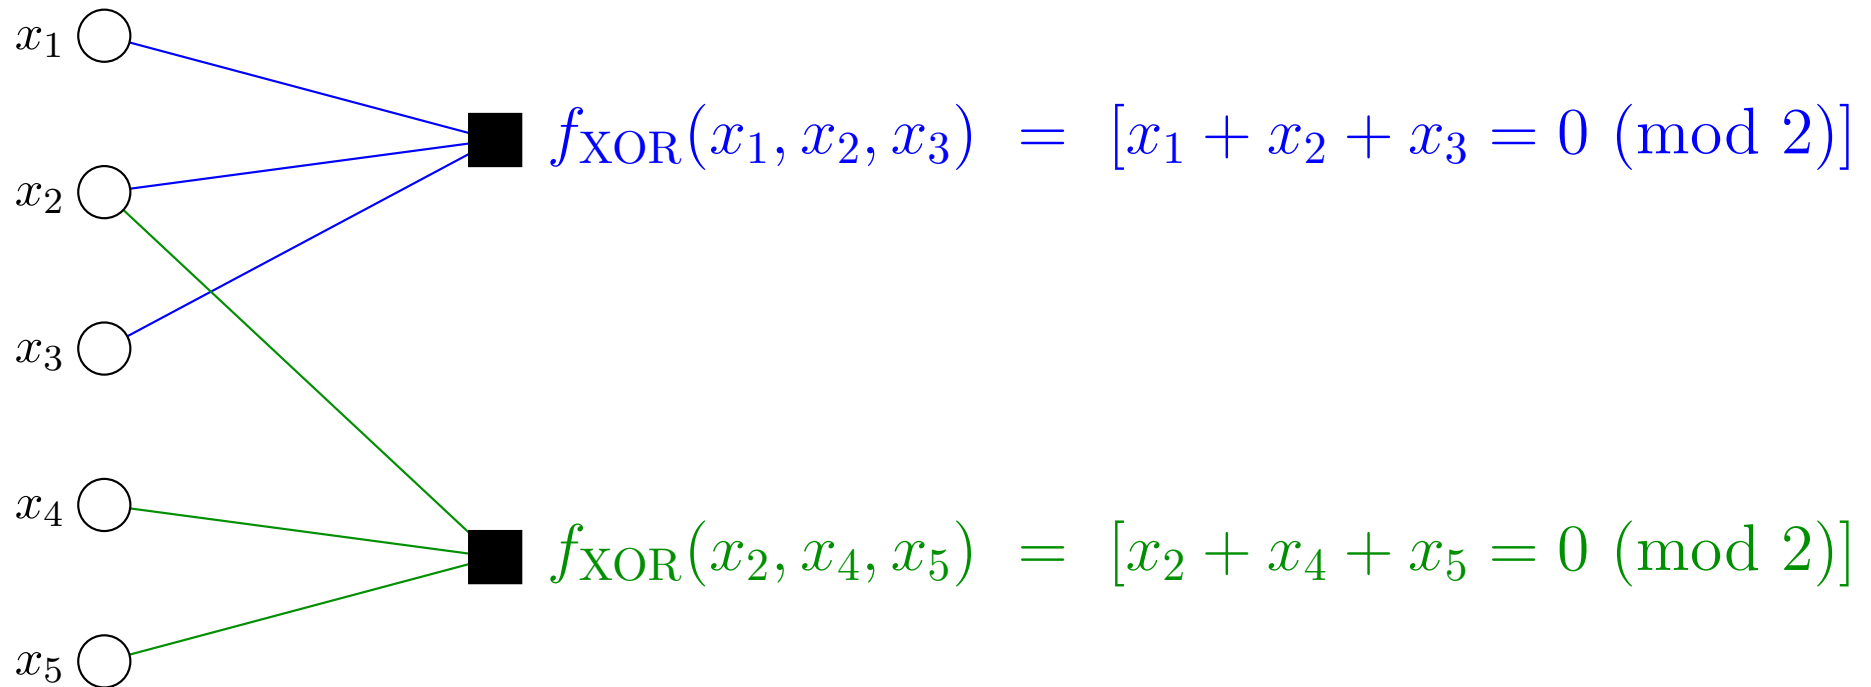 x₁
f_XOR(x₁, x₂, x₃) = [x₁ + x₂ + x₃ = 0 (mod 2)]
x₂
x₃
x₄
f_XOR(x₂, x₄, x₅) = [x₂ + x₄ + x₅ = 0 (mod 2)]
x₅